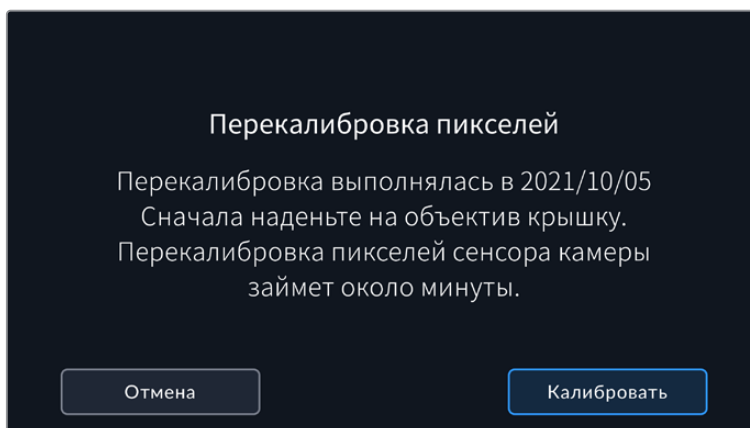 Перекалибровка пикселей
Перекалибровка выполнялась в 2021/10/05
Сначала наденьте на объектив крышку.
Перекалибровка пикселей сенсора камеры
займет около минуты.
Отмена
Калибровать